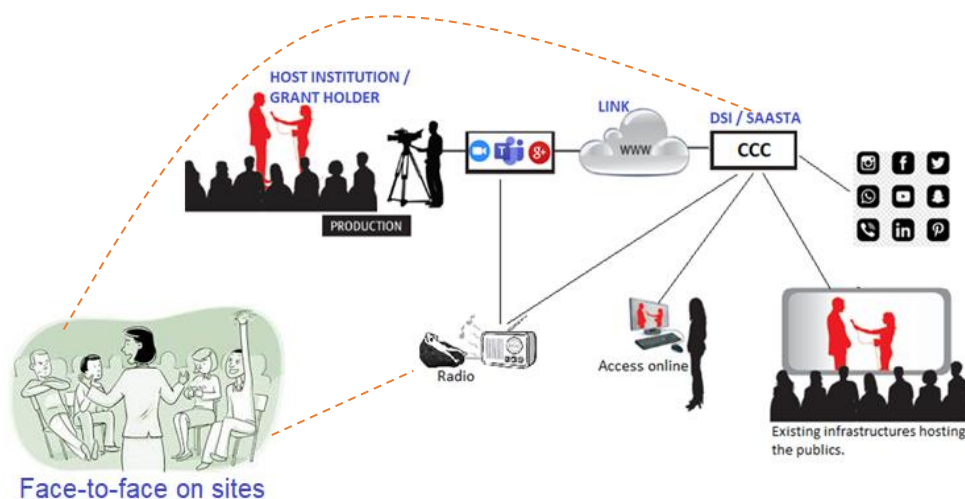 HOST INSTITUTION /
GRANT HOLDER
LINK
DSI / SAASTA
T
g+
WWW
CCC
PRODUCTION
Radio
Access online
Existing infrastructures hosting
the publics.
Face-to-face on sites